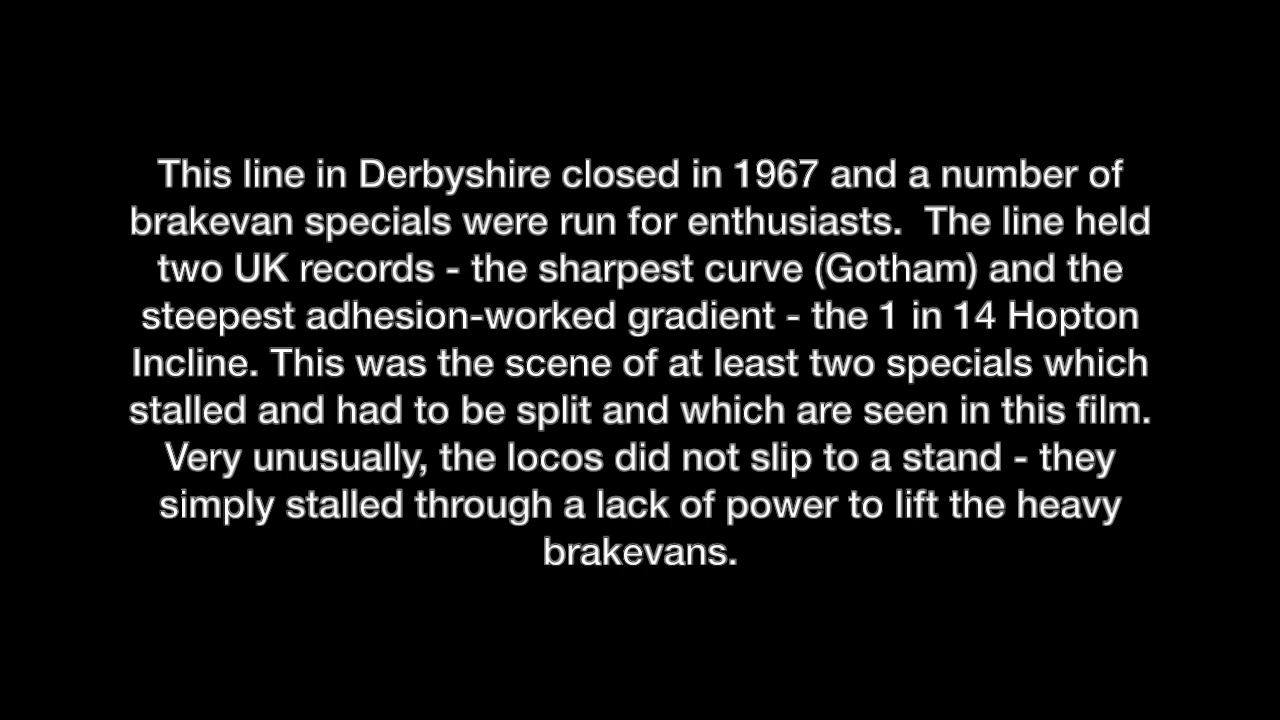 This line in Derbyshire closed in 1967 and a number of
brakevan specials were run for enthusiasts.  The line held
two UK records - the sharpest curve (Gotham) and the
steepest adhesion-worked gradient - the 1 in 14 Hopton
Incline. This was the scene of at least two specials which
stalled and had to be split and which are seen in this film.
Very unusually, the locos did not slip to a stand - they
simply stalled through a lack of power to lift the heavy
brakevans.